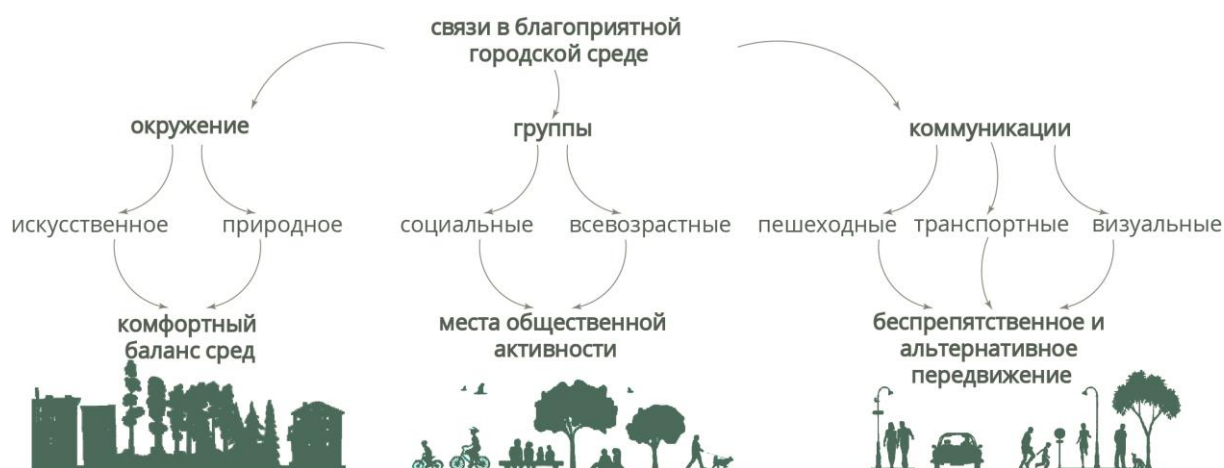 связи в благоприятной
городской среде
окружение
группы
коммуникации
искусственное
природное
социальные
всевозрастные
пешеходные
транспортные
визуальные
комфортный
баланс сред
места общественной
активности
беспрепятственное и
альтернативное
передвижение